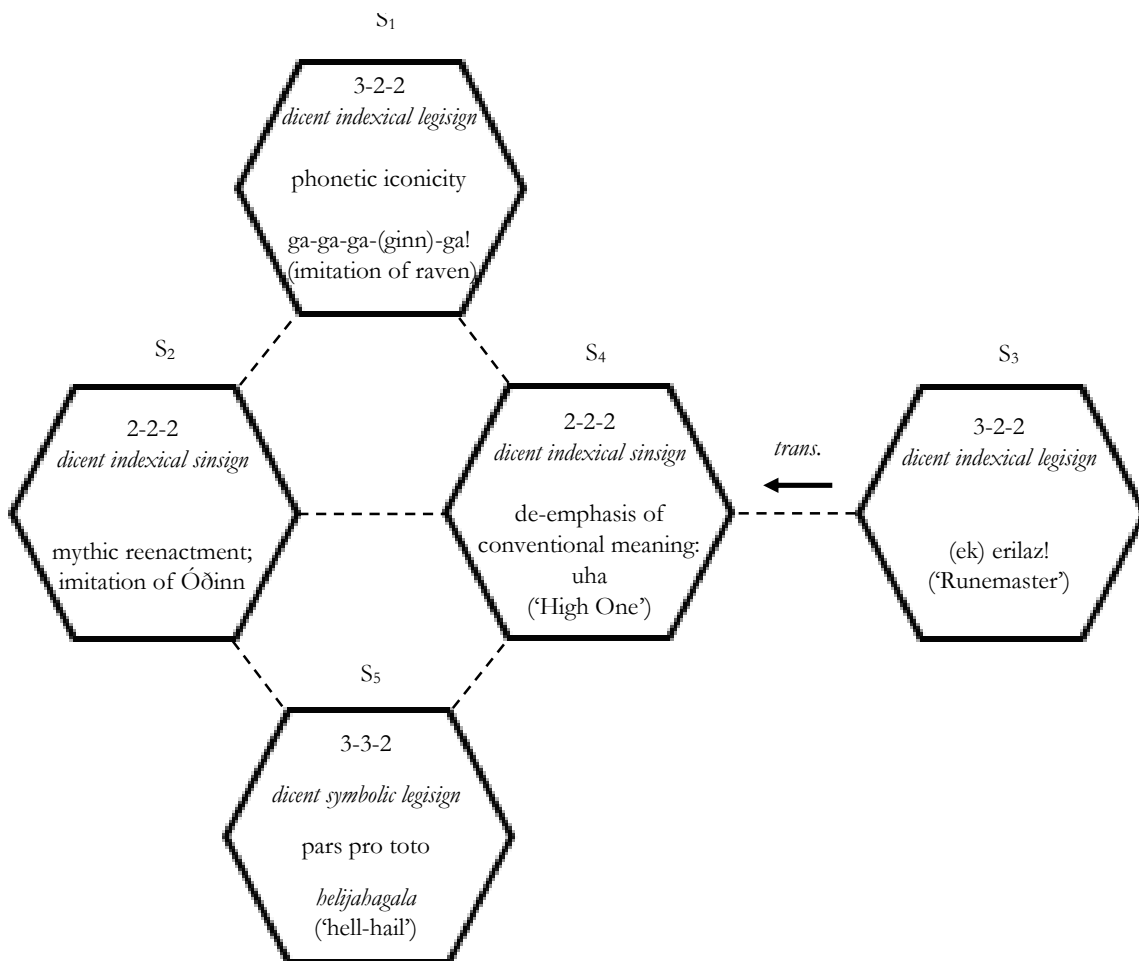 S₁
3-2-2
dicent indexical legisign
phonetic iconicity
ga-ga-ga-(ginn)-ga!
(imitation of raven)
S₂
2-2-2
dicent indexical sinsign
mythic reenactment;
imitation of Óðinn
S₄
2-2-2
dicent indexical sinsign
de-emphasis of
conventional meaning:
uha
(‘High One’)
trans.
S₃
3-2-2
dicent indexical legisign
(ek) erilaz!
(‘Runemaster’)
S₅
3-3-2
dicent symbolic legisign
pars pro toto
helijahagala
(‘hell-hail’)